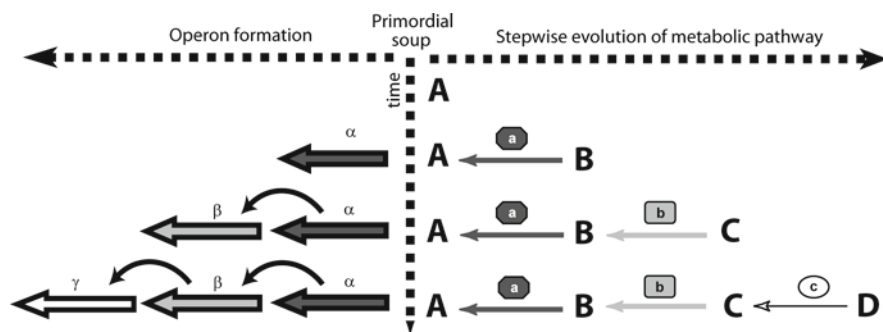 Operon formation
Primordial
soup
Stepwise evolution of metabolic pathway
time
A
α
A
a
B
β
α
A
a
B
b
C
γ
β
α
A
a
B
b
C
c
D